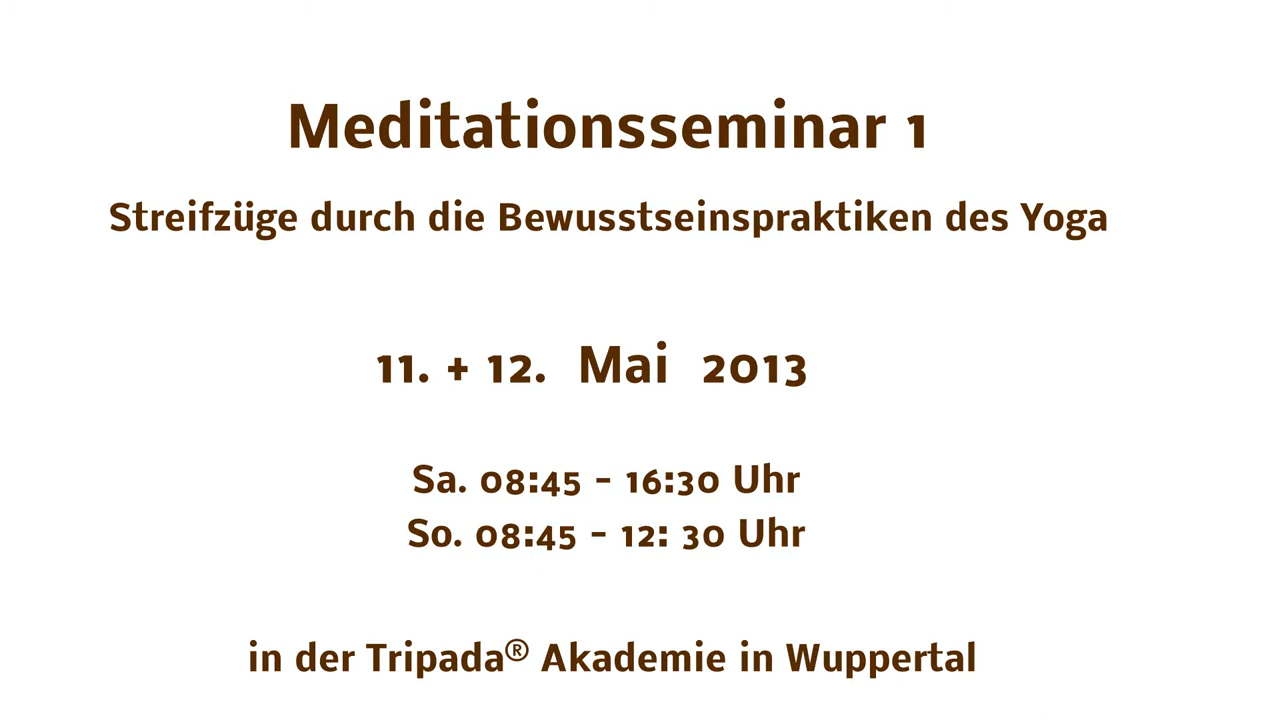 Meditationsseminar 1
Streifzüge durch die Bewusstseinspraktiken des Yoga
11. + 12. Mai 2013
Sa. 08:45 - 16:30 Uhr
So. 08:45 - 12: 30 Uhr
in der Tripada® Akademie in Wuppertal